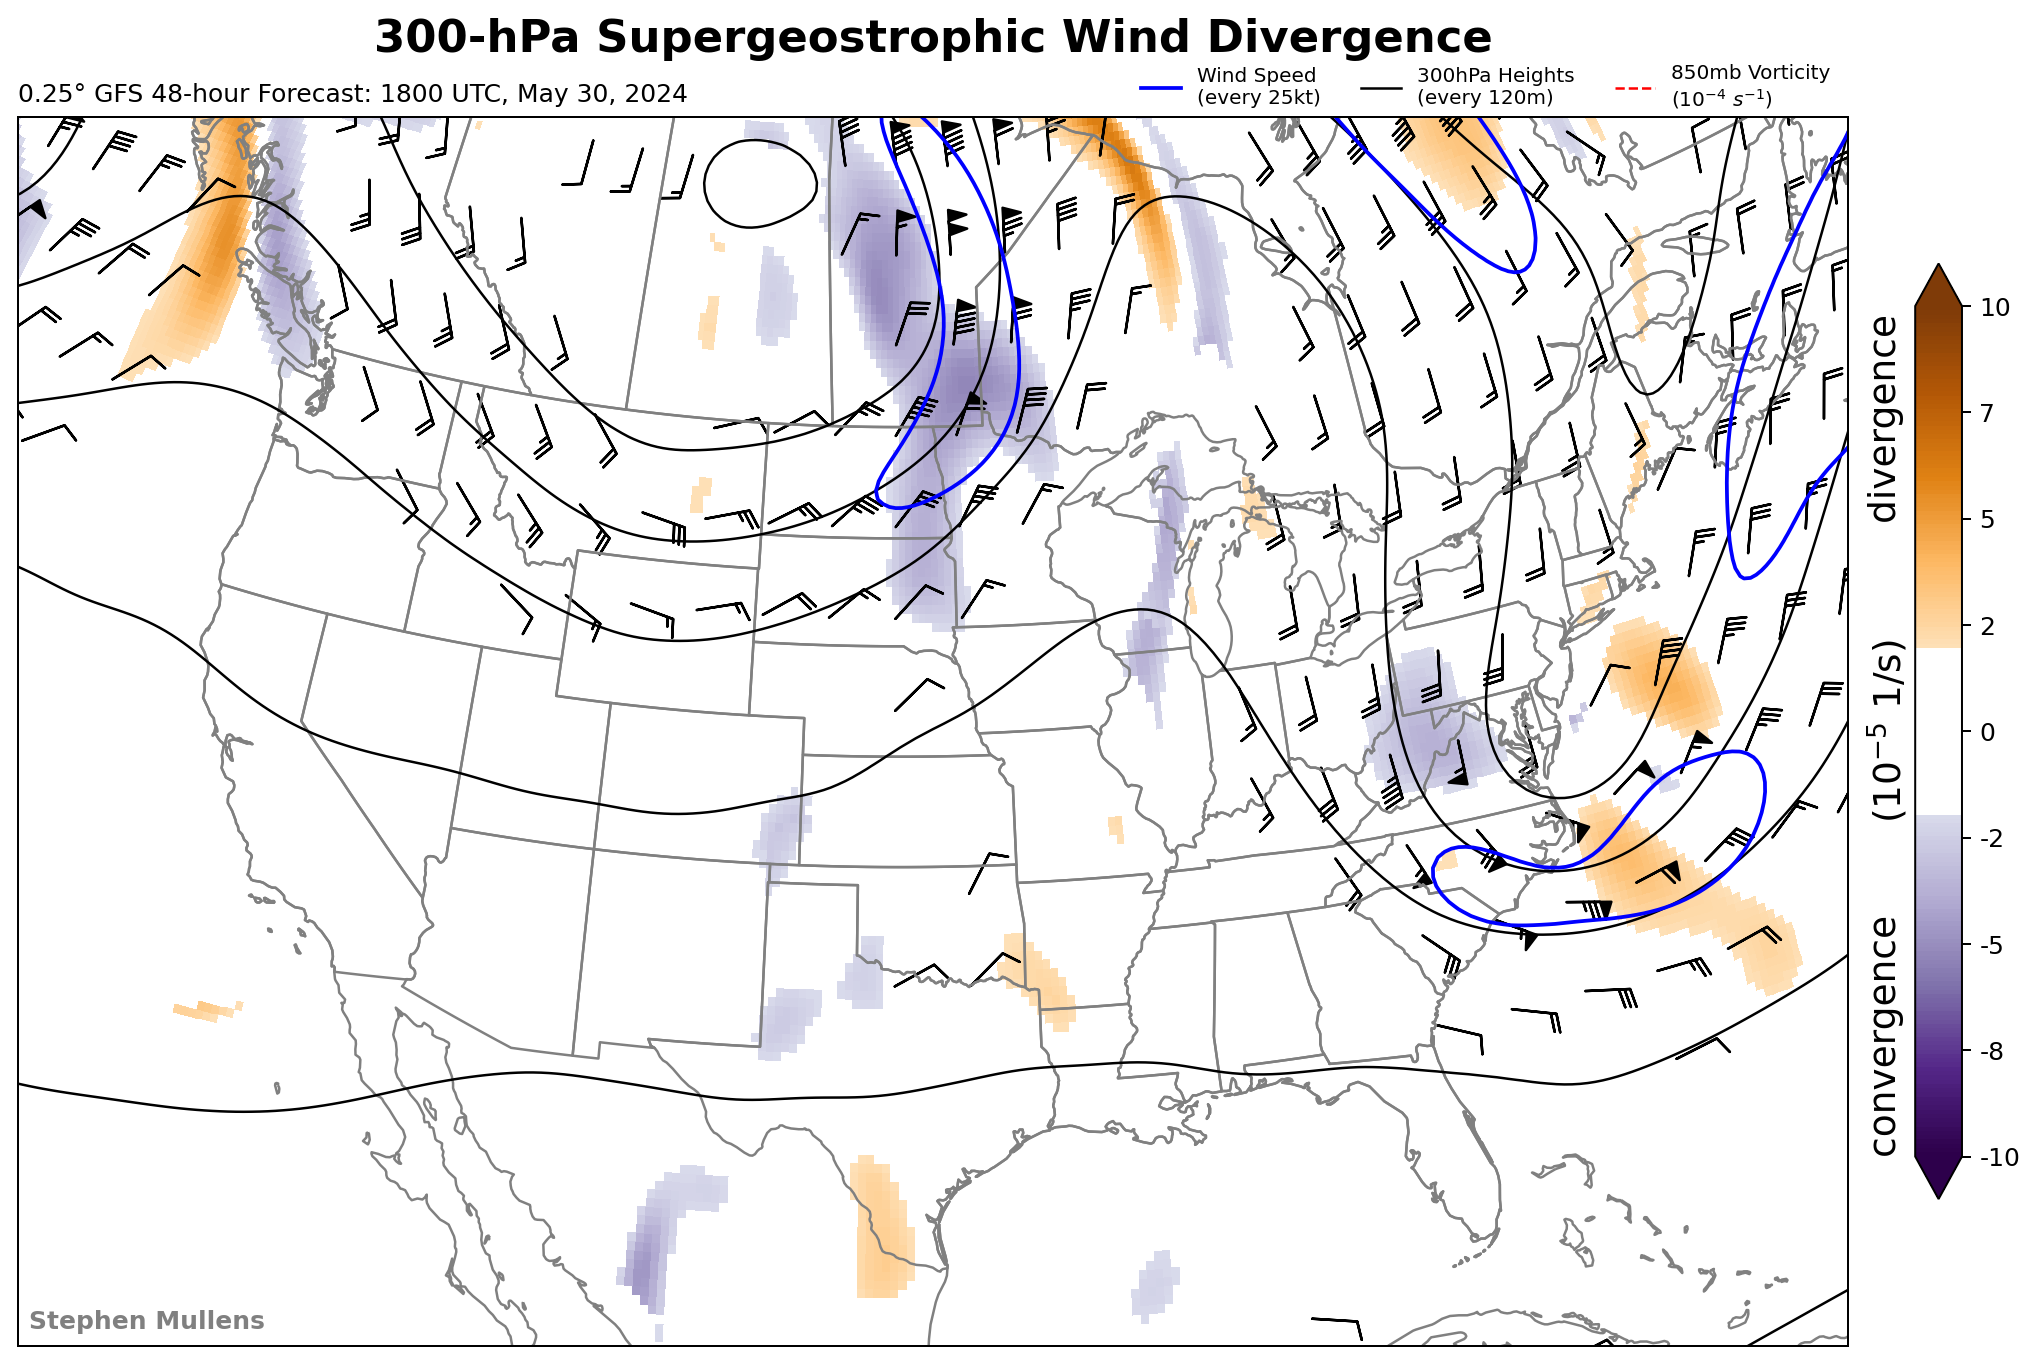 300-hPa Supergeostrophic Wind Divergence
0.25° GFS 48-hour Forecast: 1800 UTC, May 30, 2024
Wind Speed
(every 25kt)
300hPa Heights
(every 120m)
850mb Vorticity
(10⁻⁴ s⁻¹)
10
7
5
2
0
-2
-5
-8
-10
convergence (10⁻⁵ 1/s) divergence
Stephen Mullens